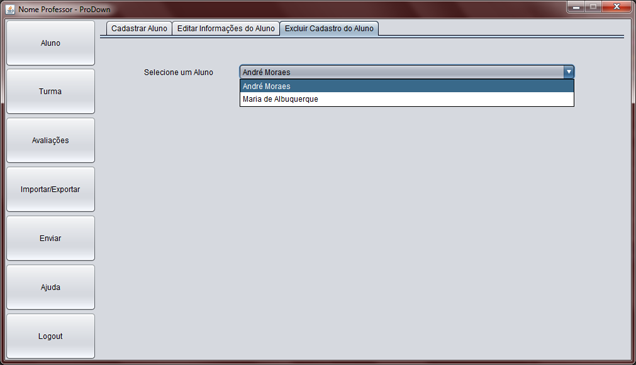 Nome Professor - ProDown
Aluno
Turma
Avaliações
Importar/Exportar
Enviar
Ajuda
Logout
Cadastrar Aluno
Editar Informações do Aluno
Excluir Cadastro do Aluno
Selecione um Aluno
André Moraes
André Moraes
Maria de Albuquerque